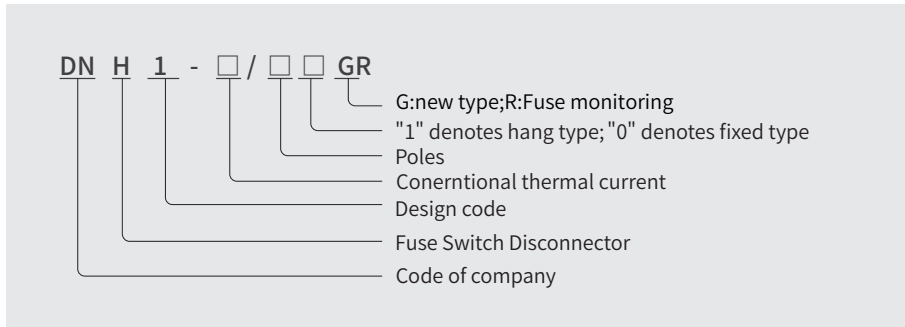 DN H 1 - □ / □ □ GR
G:new type;R:Fuse monitoring
"1" denotes hang type; "0" denotes fixed type
Poles
Conerntional thermal current
Design code
Fuse Switch Disconnector
Code of company